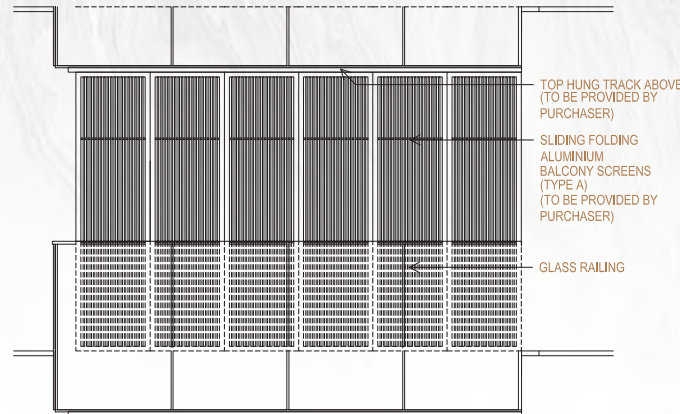 TOP HUNG TRACK ABOVE
(TO BE PROVIDED BY
PURCHASER)
SLIDING FOLDING
ALUMINIUM
BALCONY SCREENS
(TYPE A)
(TO BE PROVIDED BY
PURCHASER)
GLASS RAILING